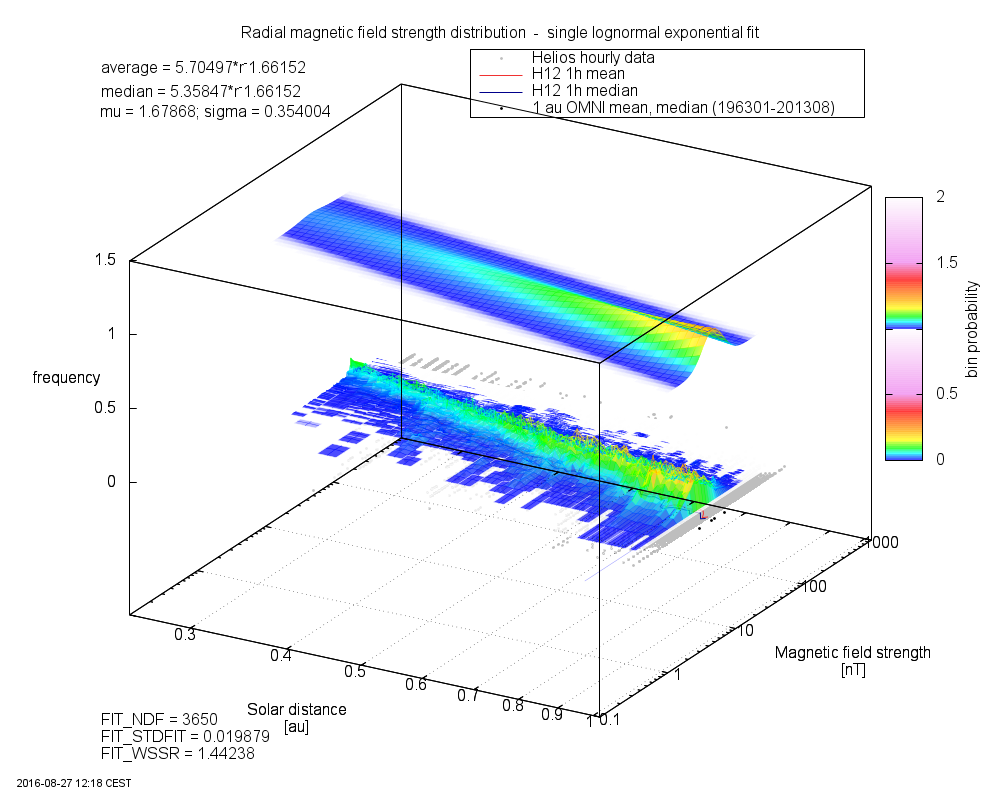 Radial magnetic field strength distribution - single lognormal exponential fit
average = 5.70497*r^-1.66152
median = 5.35847*r^-1.66152
mu = 1.67868; sigma = 0.354004
Helios hourly data
H12 1h mean
H12 1h median
1 au OMNI mean, median (196301-201308)
2
1.5
1
0.5
0
bin probability
1.5
1
0.5
0
frequency
0.3
0.4
0.5
0.6
0.7
0.8
0.9
1
Solar distance
[au]
0.1
1
10
100
1000
Magnetic field strength
[nT]
FIT_NDF = 3650
FIT_STDFIT = 0.019879
FIT_WSSR = 1.44238
2016-08-27 12:18 CEST